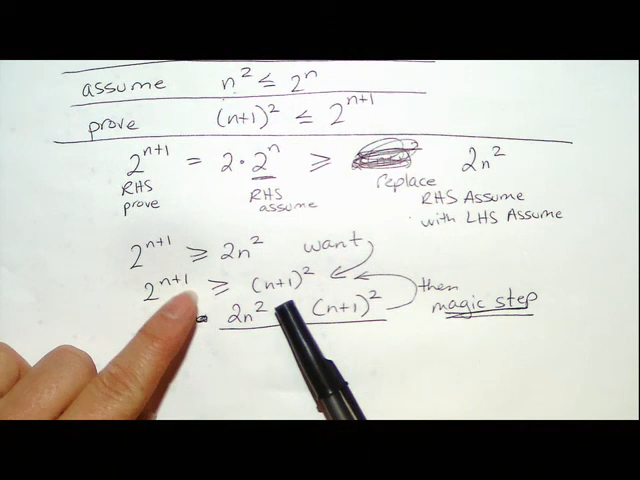 assume n² ≤ 2ⁿ
prove (n+1)² ≤ 2ⁿ⁺¹
2ⁿ⁺¹ = 2 · 2ⁿ ≥ 2n²
RHS prove RHS assume replace RHS Assume with LHS Assume
2ⁿ⁺¹ ≥ 2n² want
2ⁿ⁺¹ ≥ (n+1)² then
2n² (n+1)² magic step